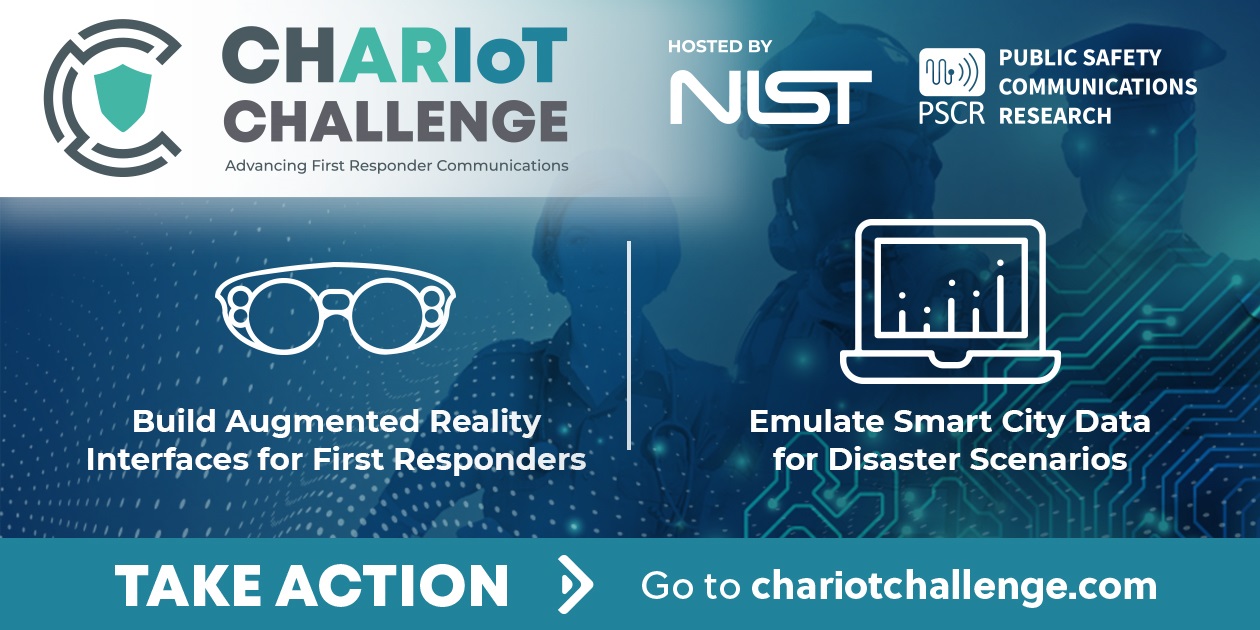 CHARIoT
CHALLENGE
Advancing First Responder Communications
HOSTED BY
NIST
PSCR
PUBLIC SAFETY
COMMUNICATIONS
RESEARCH
Build Augmented Reality
Interfaces for First Responders
Emulate Smart City Data
for Disaster Scenarios
TAKE ACTION
Go to chariotchallenge.com